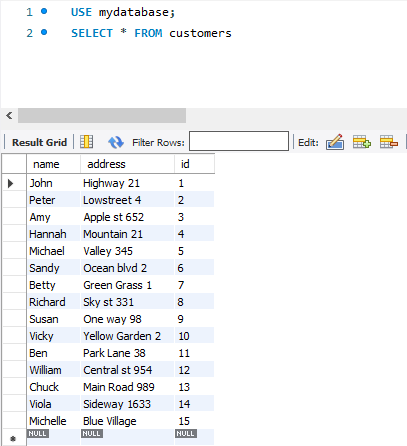 1 USE mydatabase;
2 SELECT * FROM customers
Result Grid Filter Rows: Edit:
name address id
John Highway 21 1
Peter Lowstreet 4 2
Amy Apple st 652 3
Hannah Mountain 21 4
Michael Valley 345 5
Sandy Ocean blvd 2 6
Betty Green Grass 1 7
Richard Sky st 331 8
Susan One way 98 9
Vicky Yellow Garden 2 10
Ben Park Lane 38 11
William Central st 954 12
Chuck Main Road 989 13
Viola Sideway 1633 14
Michelle Blue Village 15
NULL NULL NULL